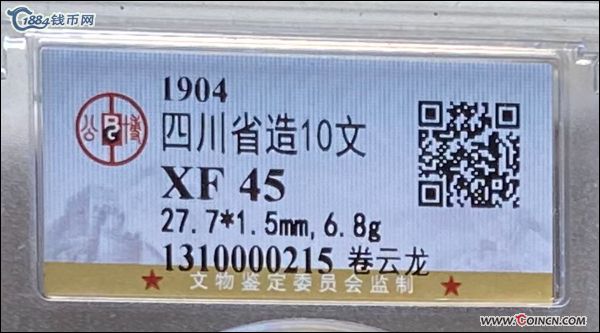 1884钱币网
1904
公博
四川省造10文
XF 45
27.7*1.5mm,6.8g
1310000215 卷云龙
★文物鉴定委员会监制★
www.COINCN.com